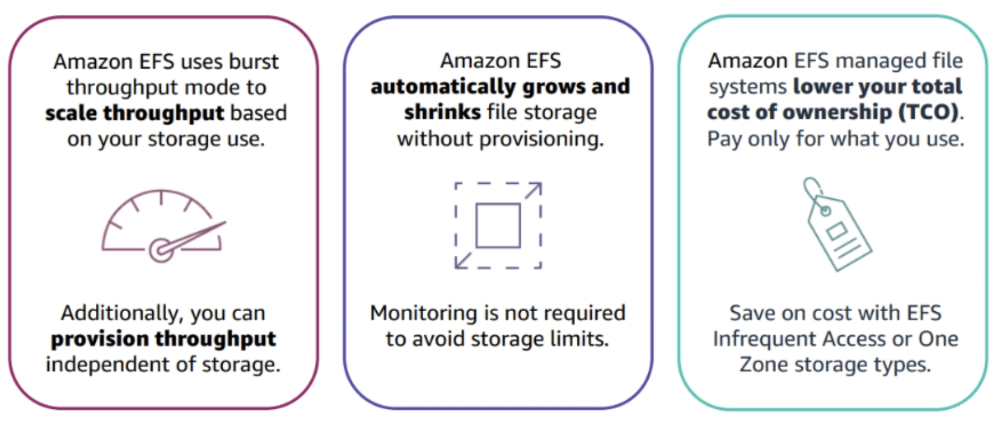 Amazon EFS uses burst
throughput mode to
scale throughput based
on your storage use.
Additionally, you can
provision throughput
independent of storage.
Amazon EFS
automatically grows and
shrinks file storage
without provisioning.
Monitoring is not required
to avoid storage limits.
Amazon EFS managed file
systems lower your total
cost of ownership (TCO).
Pay only for what you use.
Save on cost with EFS
Infrequent Access or One
Zone storage types.